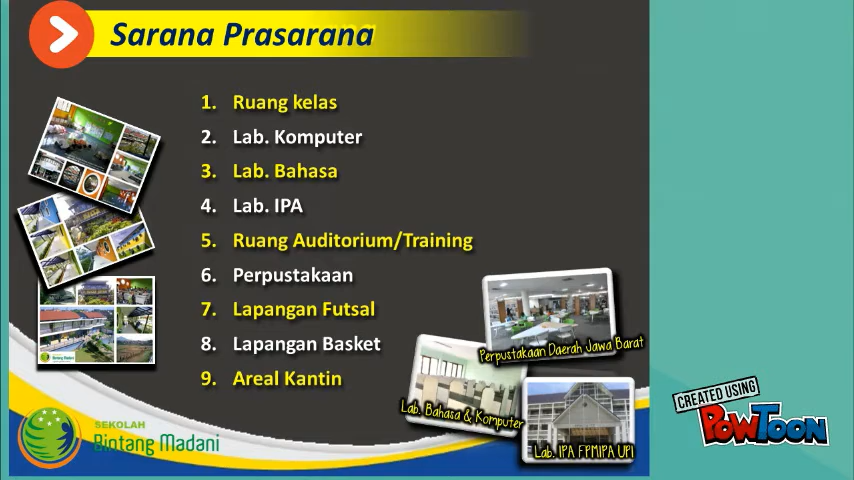 Sarana Prasarana
1. Ruang kelas
2. Lab. Komputer
3. Lab. Bahasa
4. Lab. IPA
5. Ruang Auditorium/Training
6. Perpustakaan
7. Lapangan Futsal
8. Lapangan Basket
9. Areal Kantin
Perpustakaan Daerah Jawa Barat
Lab. Bahasa & Komputer
Lab. IPA FPMIPA UPI
SEKOLAH
Bintang Madani
CREATED USING
POWTOON